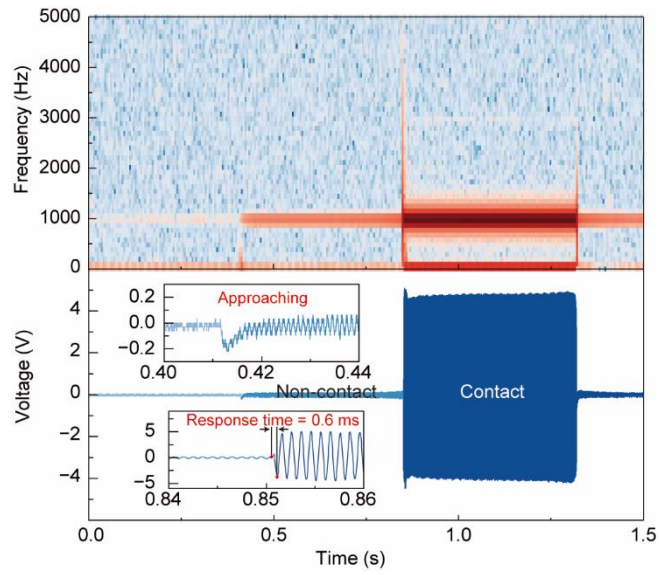 5000
4000
3000
2000
1000
0
Frequency (Hz)
4
2
0
−2
−4
Voltage (V)
0.2
0.0
−0.2
Approaching
0.40 0.42 0.44
Non-contact
Contact
Response time = 0.6 ms
5
0
−5
0.84 0.85 0.86
0.0 0.5 1.0 1.5
Time (s)